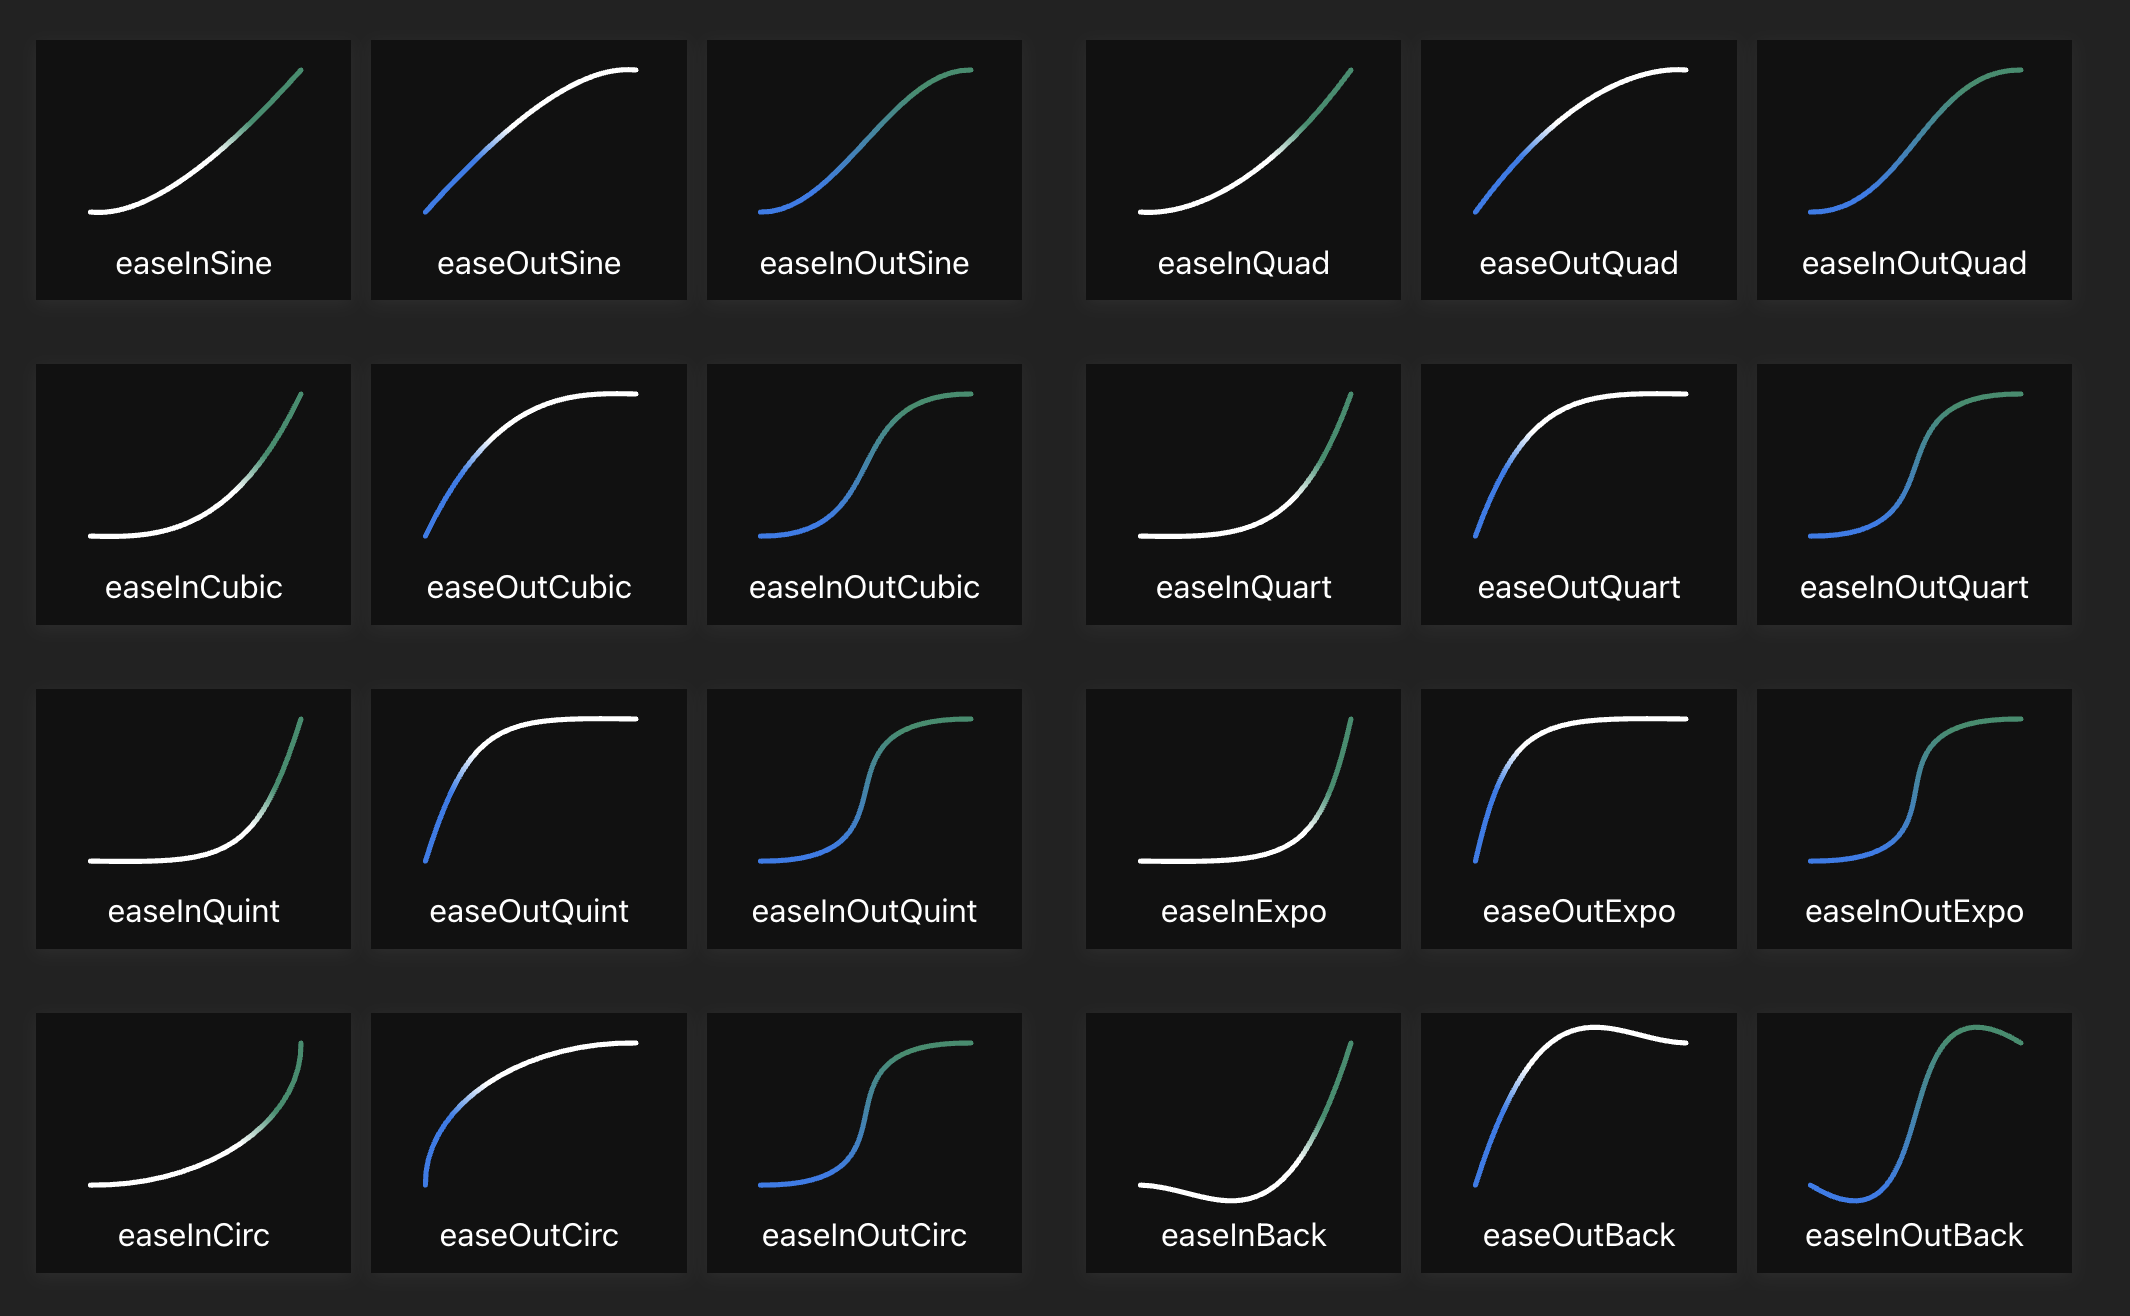 easeInSine
easeOutSine
easeInOutSine
easeInQuad
easeOutQuad
easeInOutQuad
easeInCubic
easeOutCubic
easeInOutCubic
easeInQuart
easeOutQuart
easeInOutQuart
easeInQuint
easeOutQuint
easeInOutQuint
easeInExpo
easeOutExpo
easeInOutExpo
easeInCirc
easeOutCirc
easeInOutCirc
easeInBack
easeOutBack
easeInOutBack